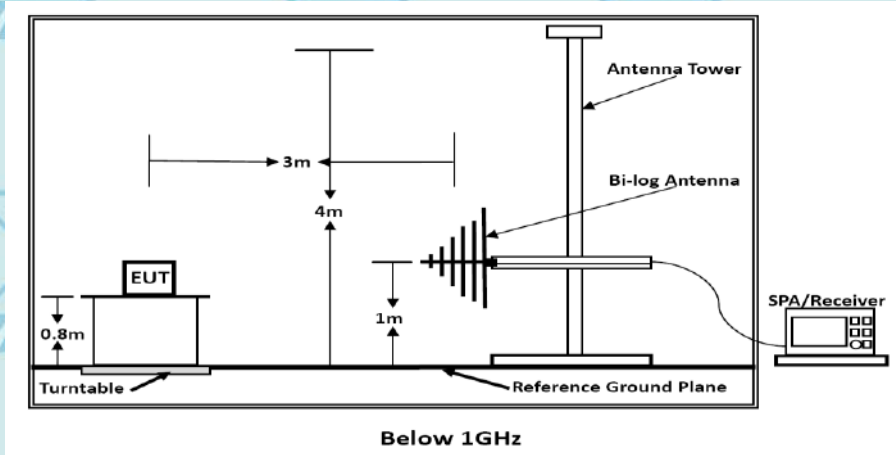 Antenna Tower
3m
Bi-log Antenna
4m
EUT
1m
SPA/Receiver
0.8m
Turntable
Reference Ground Plane
Below 1GHz